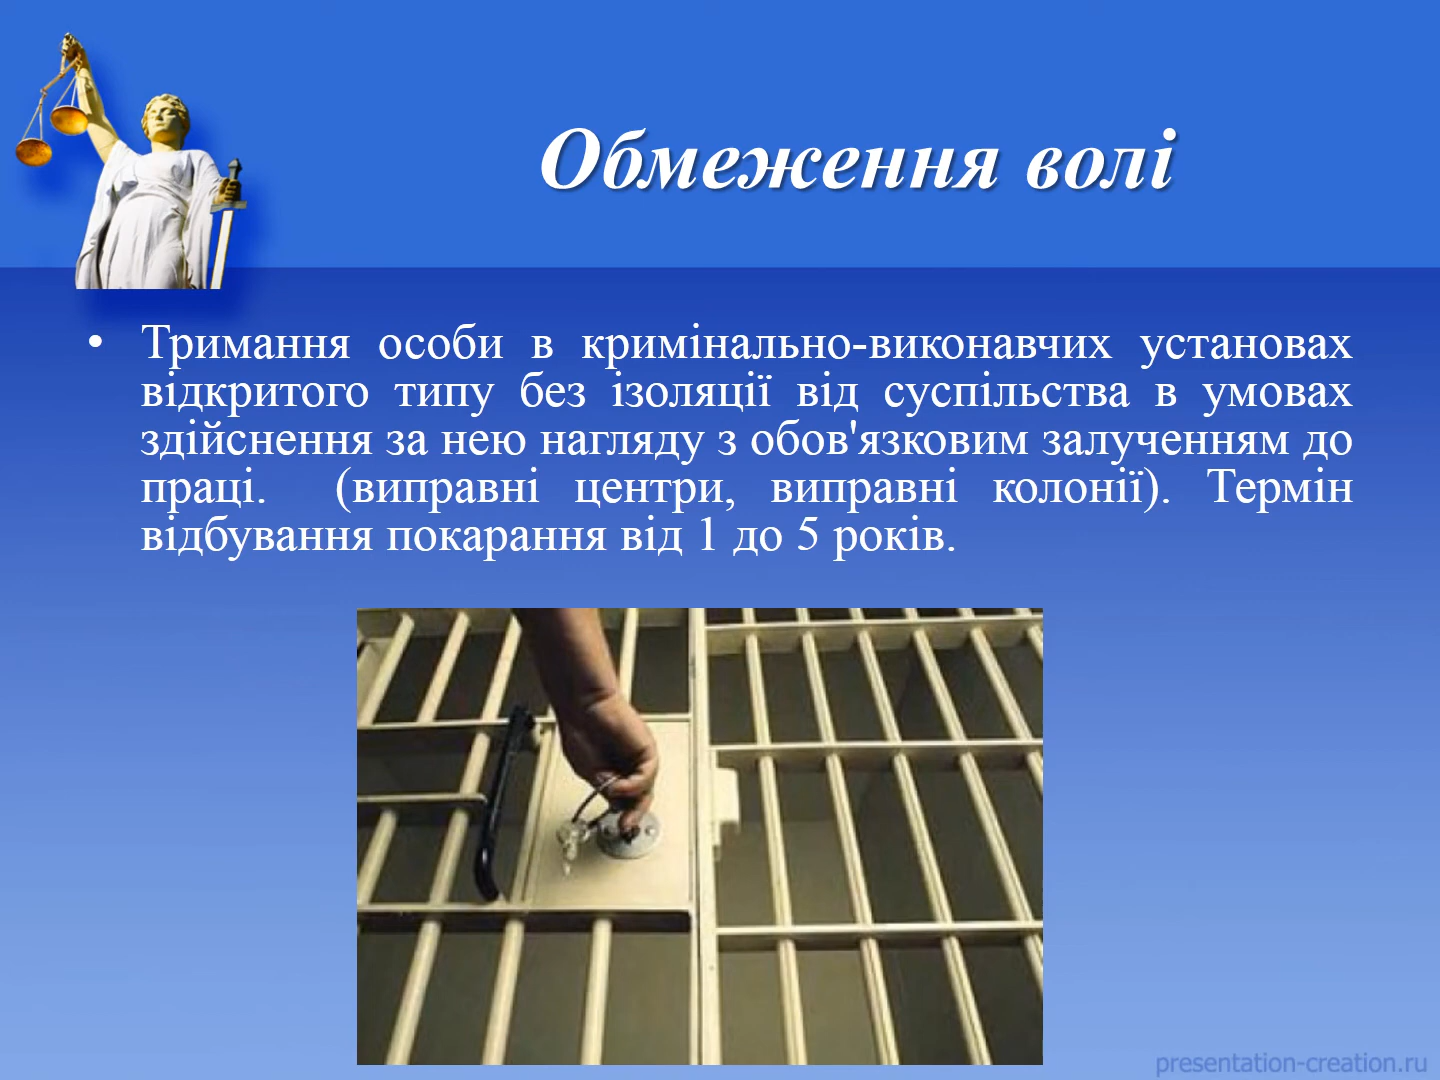 Обмеження волі
• Тримання особи в кримінально-виконавчих установах
відкритого типу без ізоляції від суспільства в умовах
здійснення за нею нагляду з обов'язковим залученням до
праці. (виправні центри, виправні колонії). Термін
відбування покарання від 1 до 5 років.
presentation-creation.ru